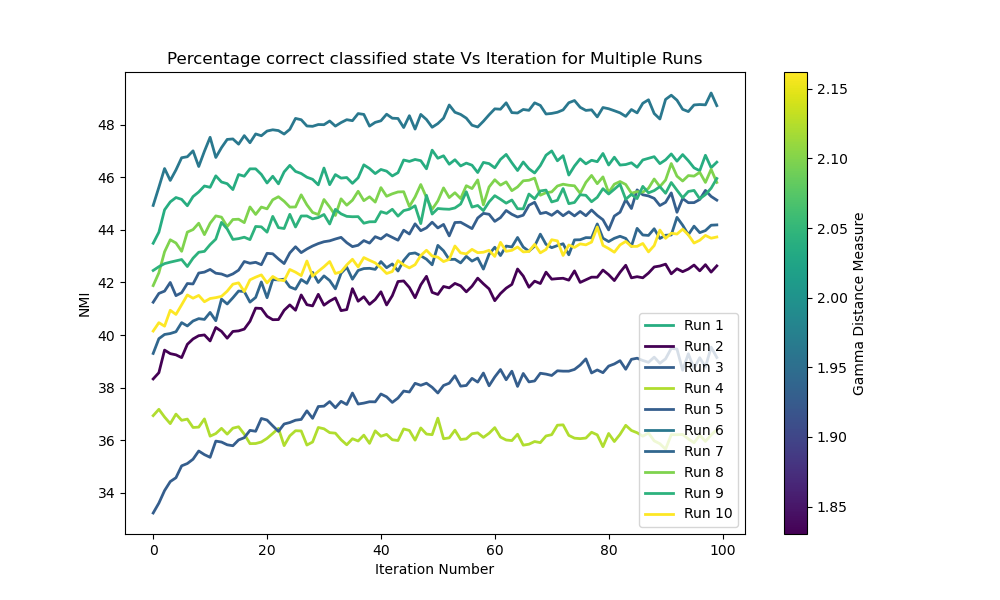 Percentage correct classified state Vs Iteration for Multiple Runs
NMI
48
46
44
42
40
38
36
34
0
20
40
60
80
100
Iteration Number
Run 1
Run 2
Run 3
Run 4
Run 5
Run 6
Run 7
Run 8
Run 9
Run 10
2.15
2.10
2.05
2.00
1.95
1.90
1.85
Gamma Distance Measure